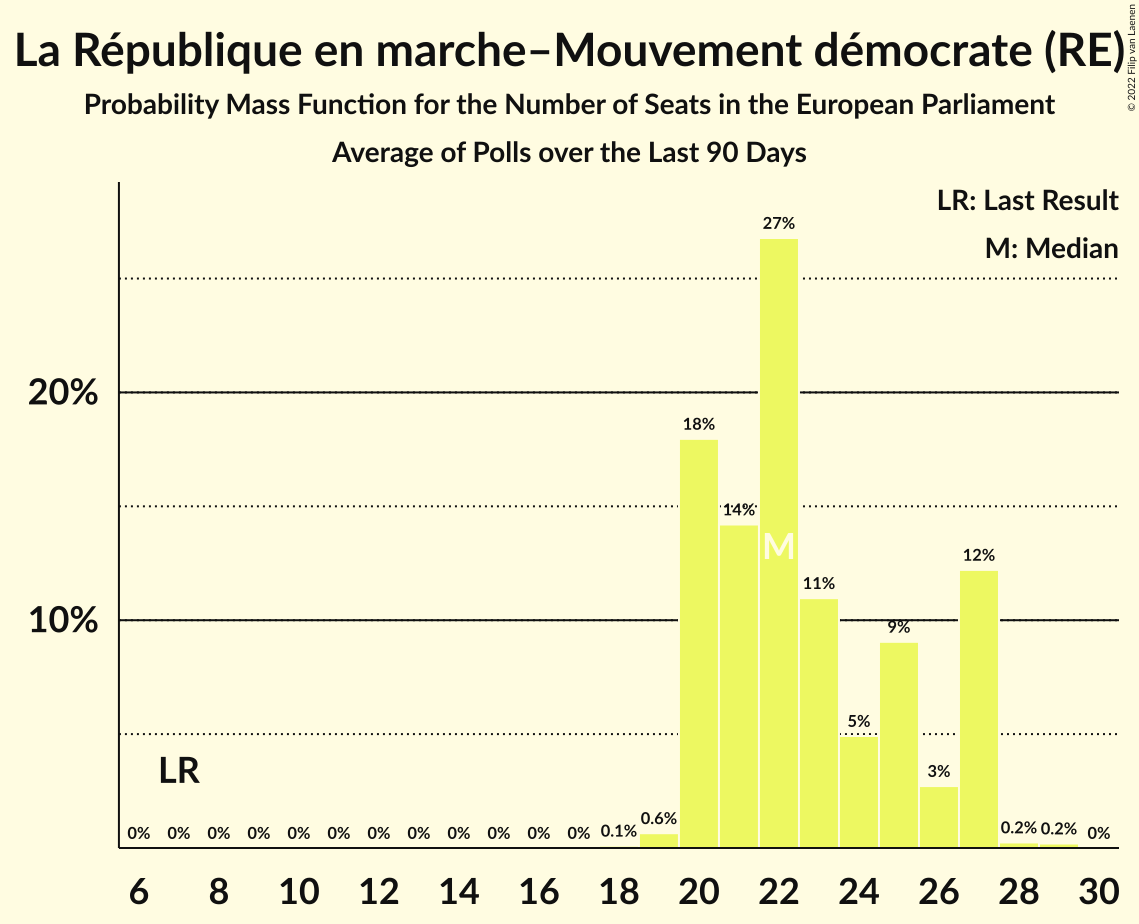 La République en marche–Mouvement démocrate (RE)
© 2022 Filip van Laenen
Probability Mass Function for the Number of Seats in the European Parliament
Average of Polls over the Last 90 Days
LR: Last Result
M: Median
27%
20%
18%
14%
M
12%
11%
10%
9%
5%
LR
3%
0% 0% 0% 0% 0% 0% 0% 0% 0% 0% 0% 0% 0.1% 0.6% 0.2% 0.2% 0%
6 8 10 12 14 16 18 20 22 24 26 28 30